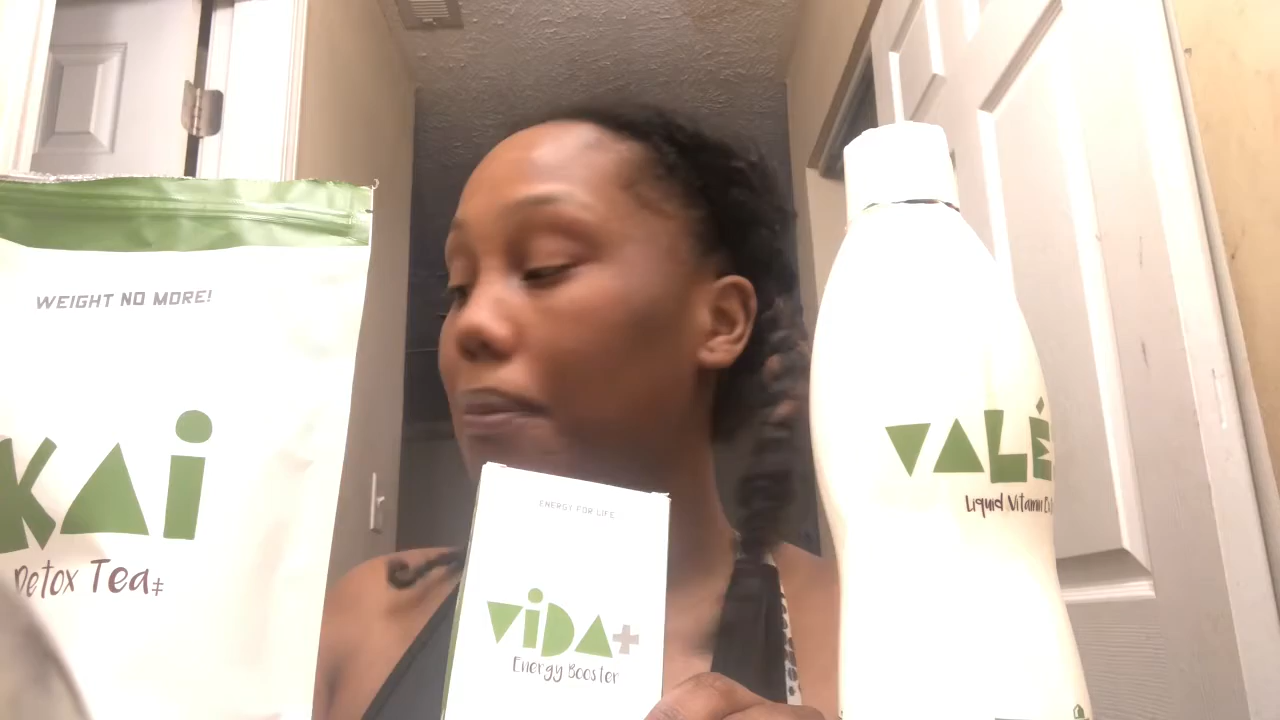 WEIGHT NO MORE!
KAI
Detox Tea‡
ENERGY FOR LIFE
ViDA+
Energy Booster
VALÉ
Liquid Vitamin